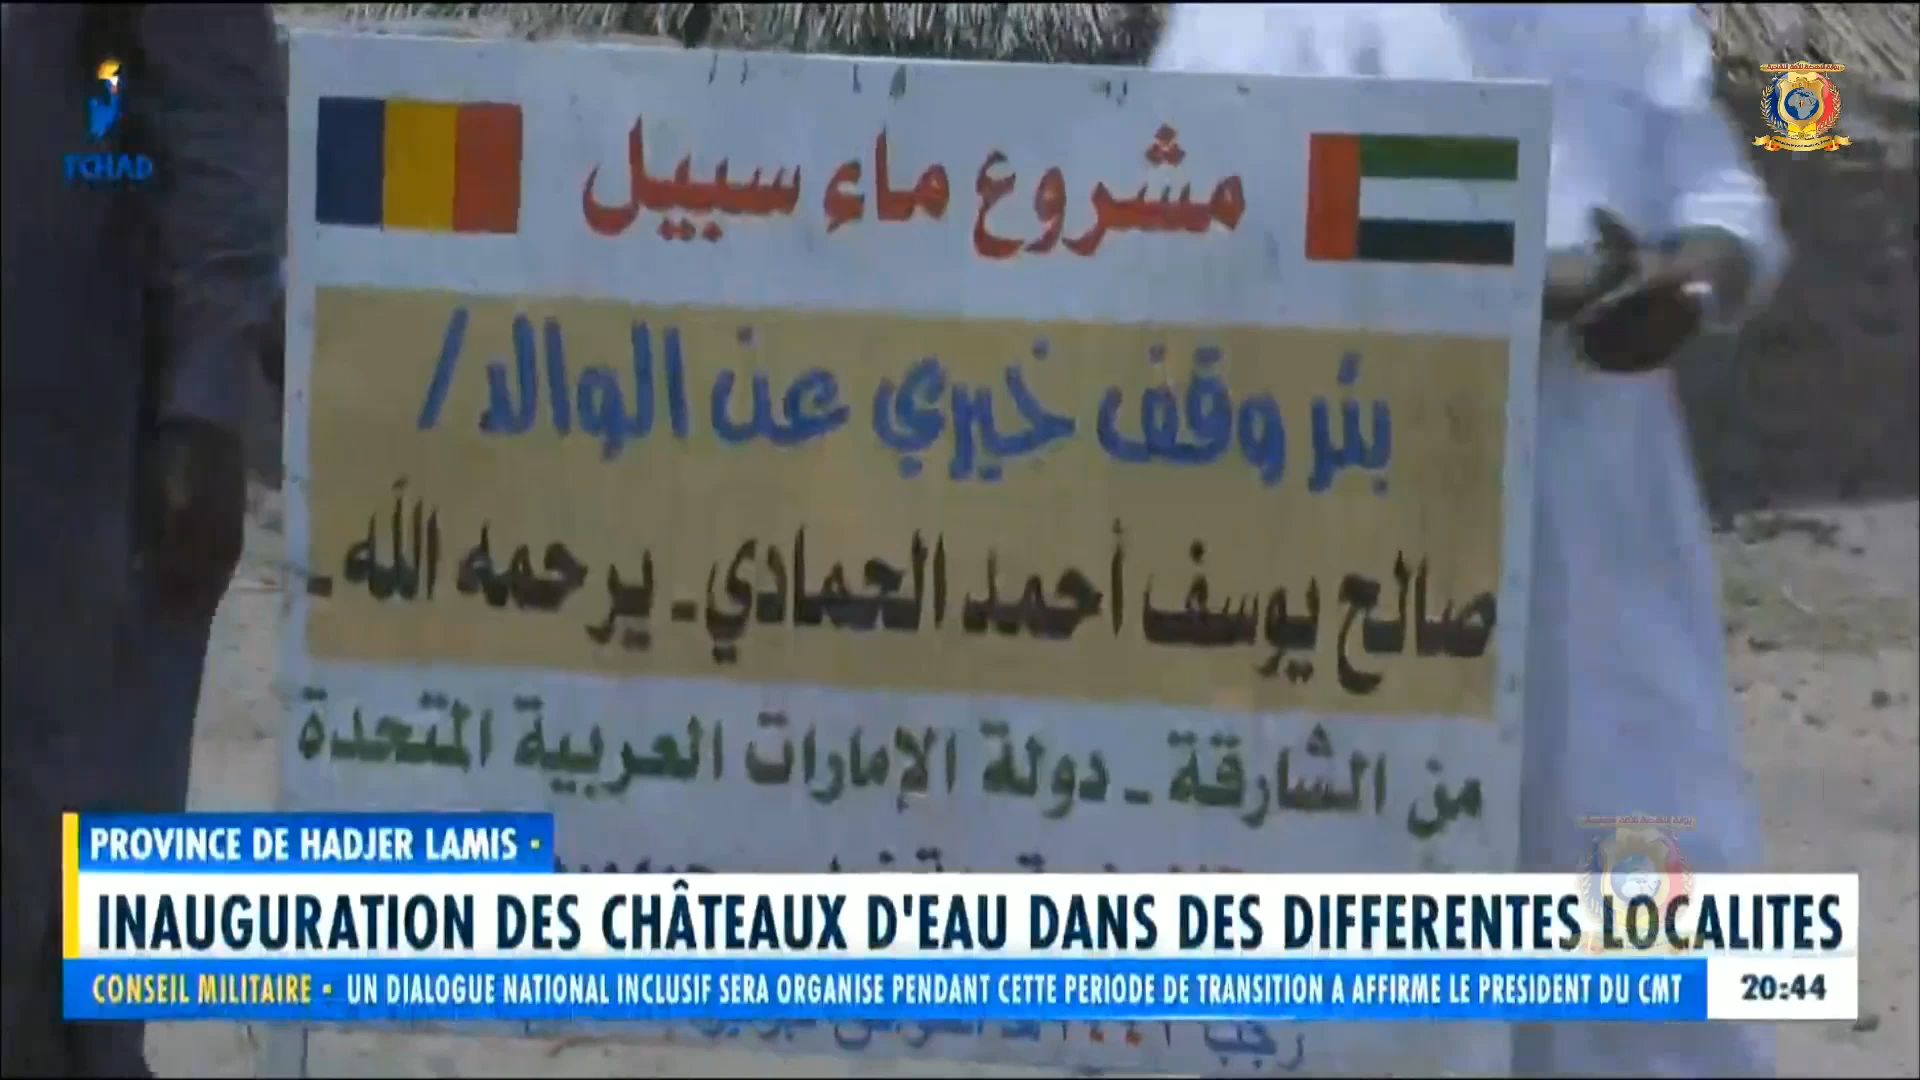 TCHAD
مشروع ماء سبيل
بئر وقف خيري عن الوالد/
صالح يوسف أحمد الحمادي - يرحمه الله -
من الشارقة - دولة الإمارات العربية المتحدة
PROVINCE DE HADJER LAMIS
INAUGURATION DES CHÂTEAUX D'EAU DANS DES DIFFERENTES LOCALITES
CONSEIL MILITAIRE - UN DIALOGUE NATIONAL INCLUSIF SERA ORGANISE PENDANT CETTE PERIODE DE TRANSITION A AFFIRME LE PRESIDENT DU CMT
20:44
رجب